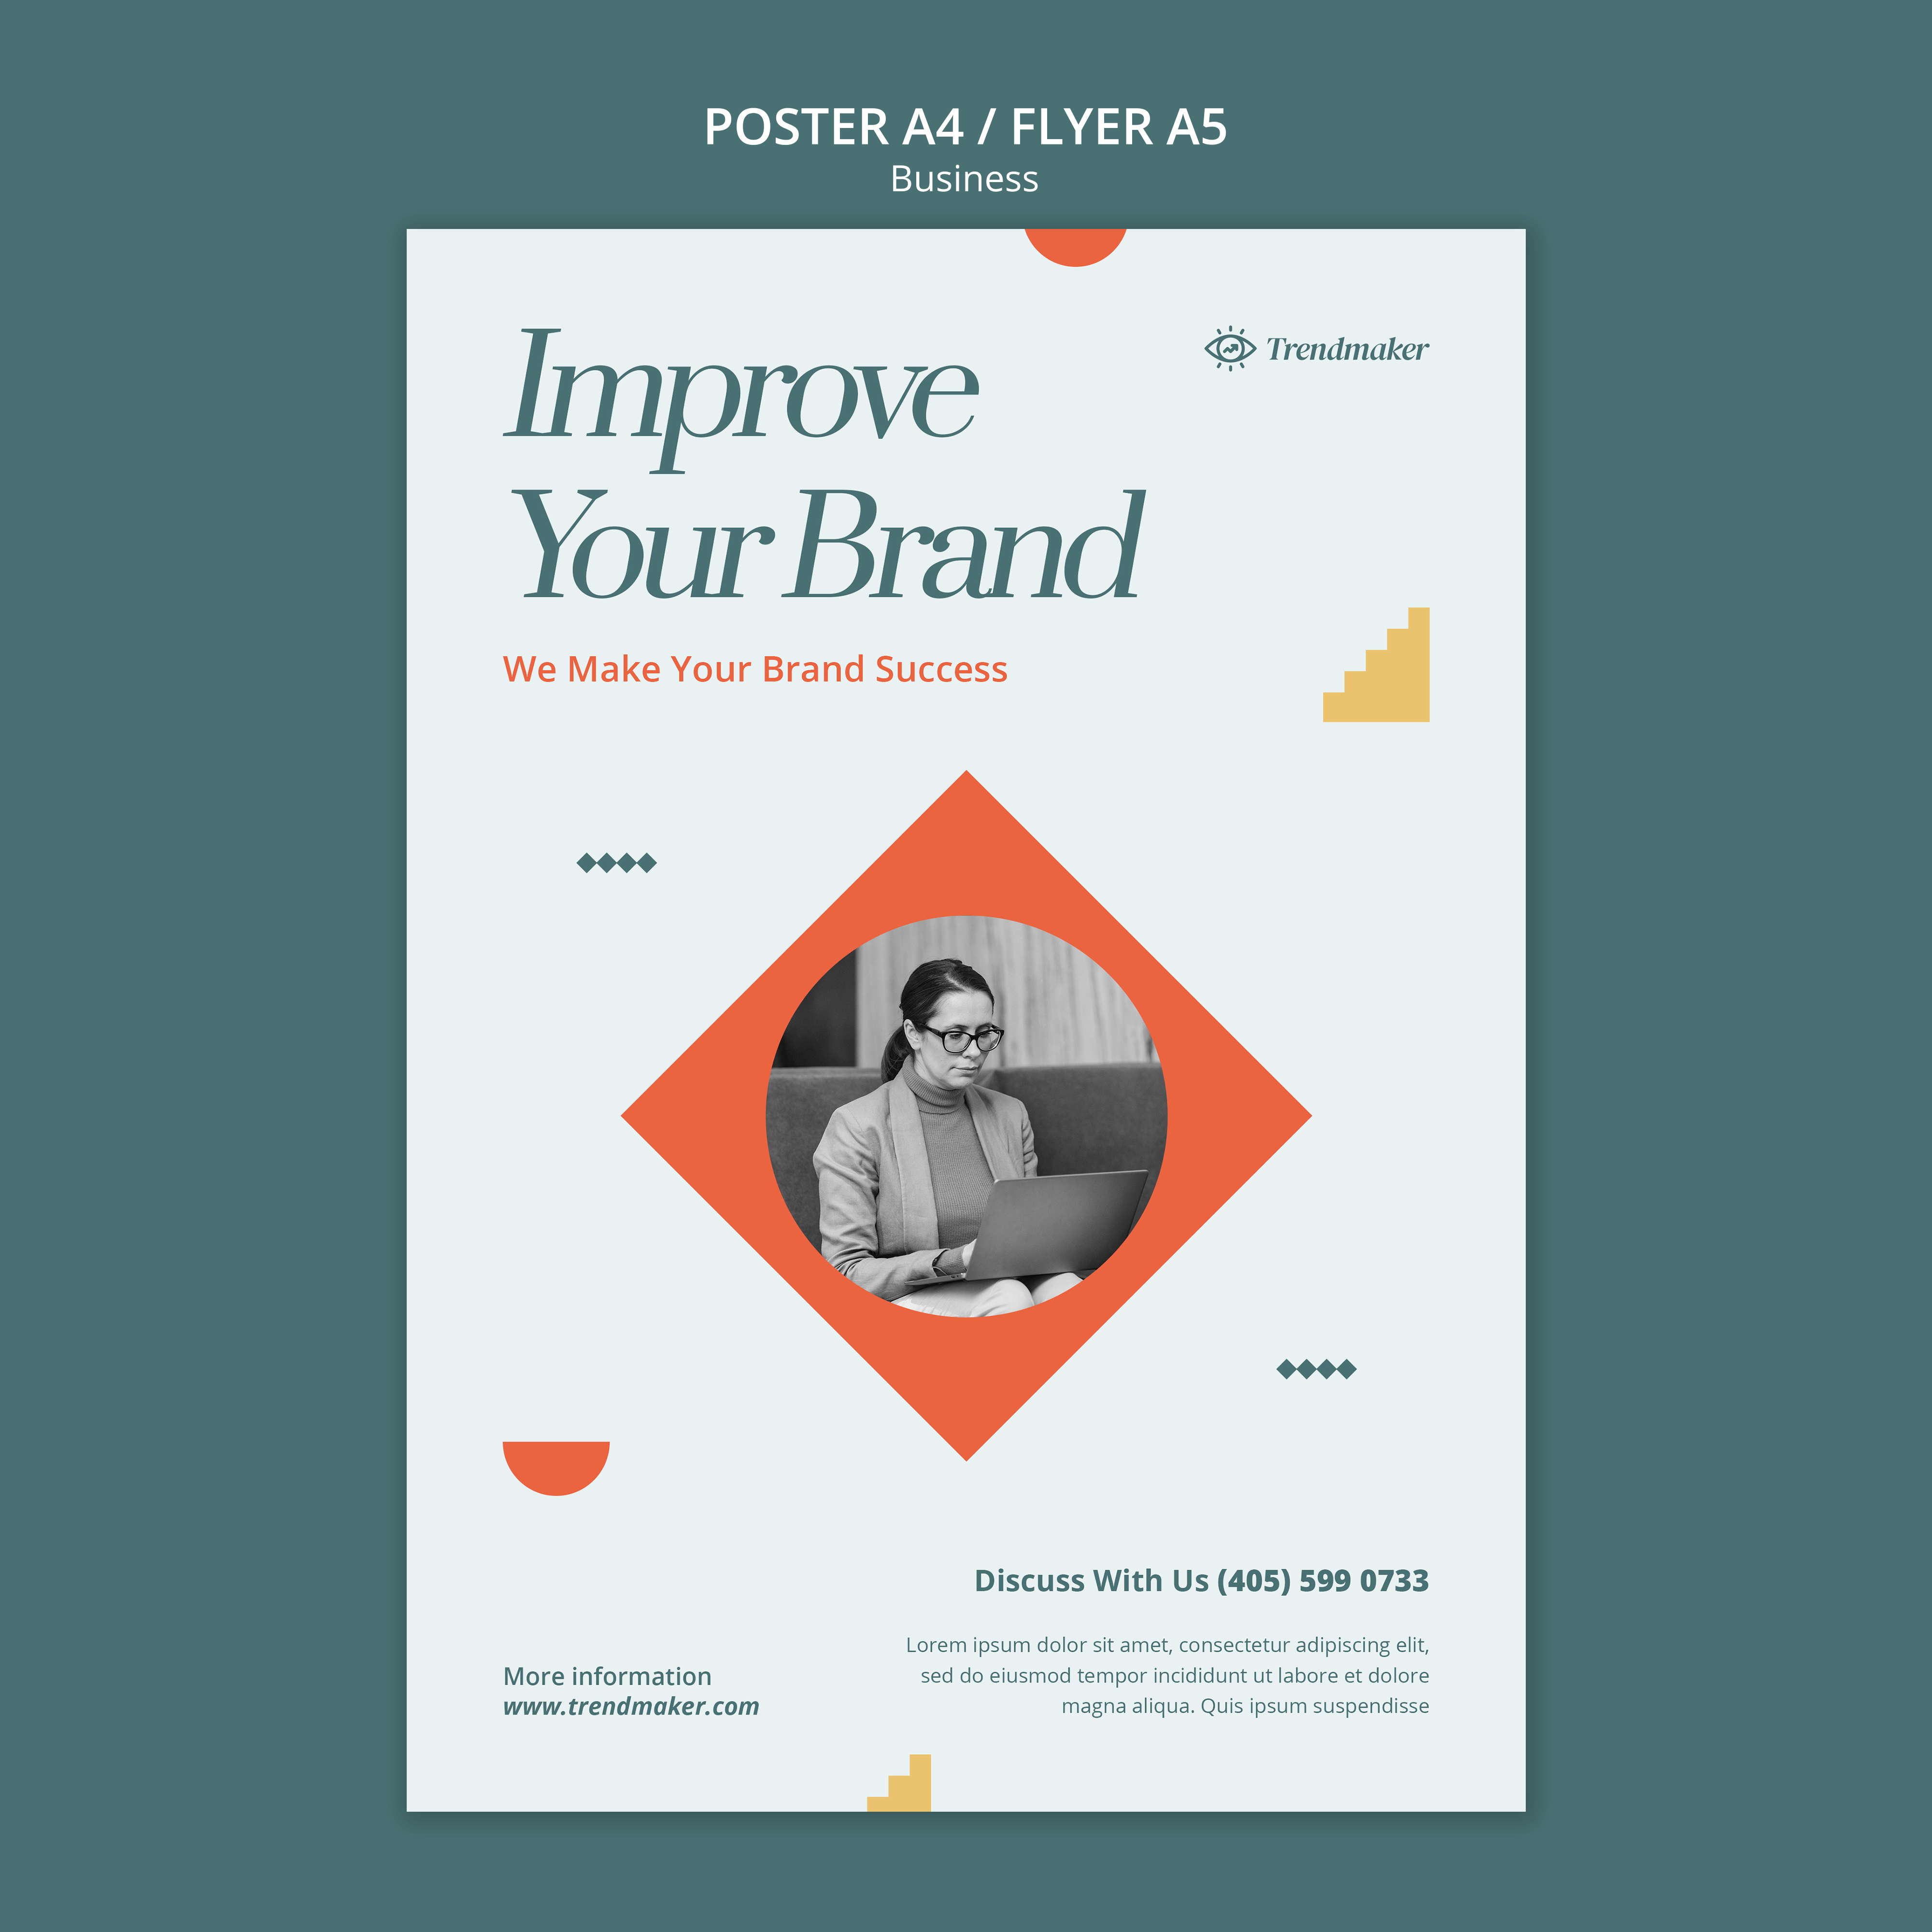 POSTER A4 / FLYER A5
Business
Improve
Your Brand
Trendmaker
We Make Your Brand Success
Discuss With Us (405) 599 0733
Lorem ipsum dolor sit amet, consectetur adipiscing elit,
sed do eiusmod tempor incididunt ut labore et dolore
magna aliqua. Quis ipsum suspendisse
More information
www.trendmaker.com